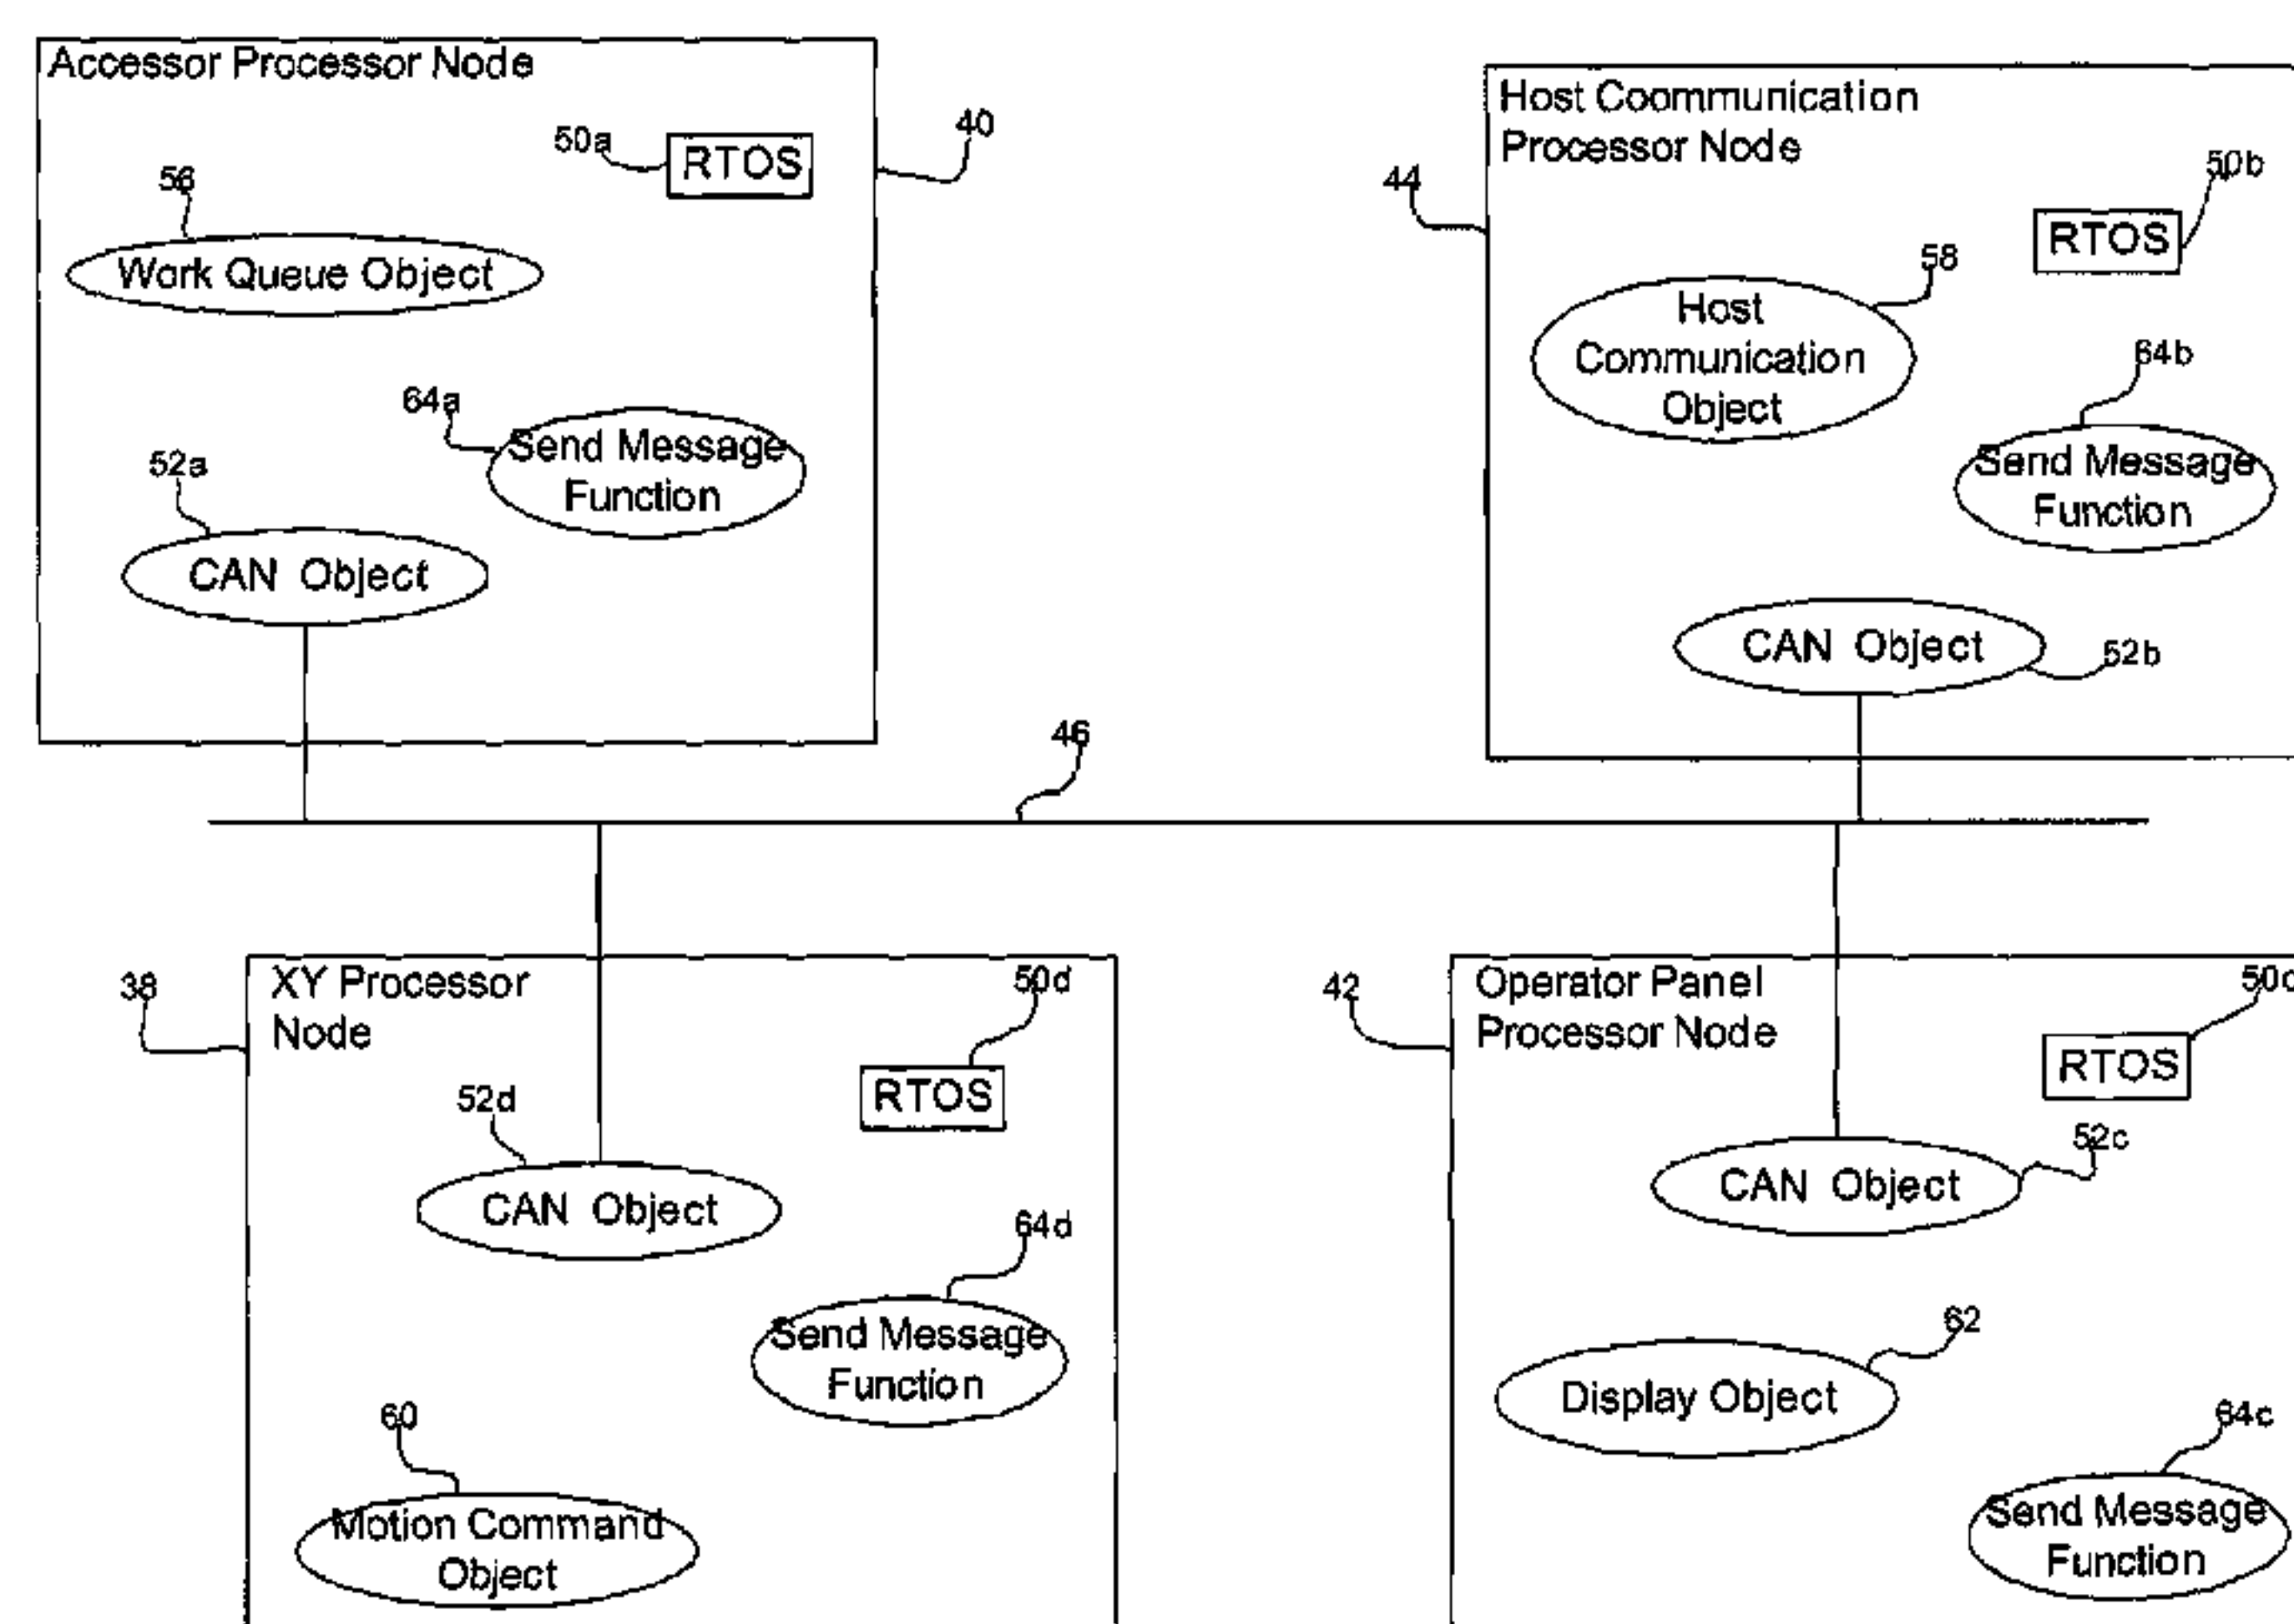 Accessor Processor Node
50a
RTOS
40
56
Work Queue Object
64a
Send Message
Function
52a
CAN Object
Host Coommunication
Processor Node
44
50b
RTOS
58
Host
Communication
Object
64b
Send Message
Function
CAN Object
52b
46
38
XY Processor
Node
50d
RTOS
52d
CAN Object
64d
Send Message
Function
60
Motion Command
Object
42
Operator Panel
Processor Node
50c
RTOS
52c
CAN Object
62
Display Object
64c
Send Message
Function